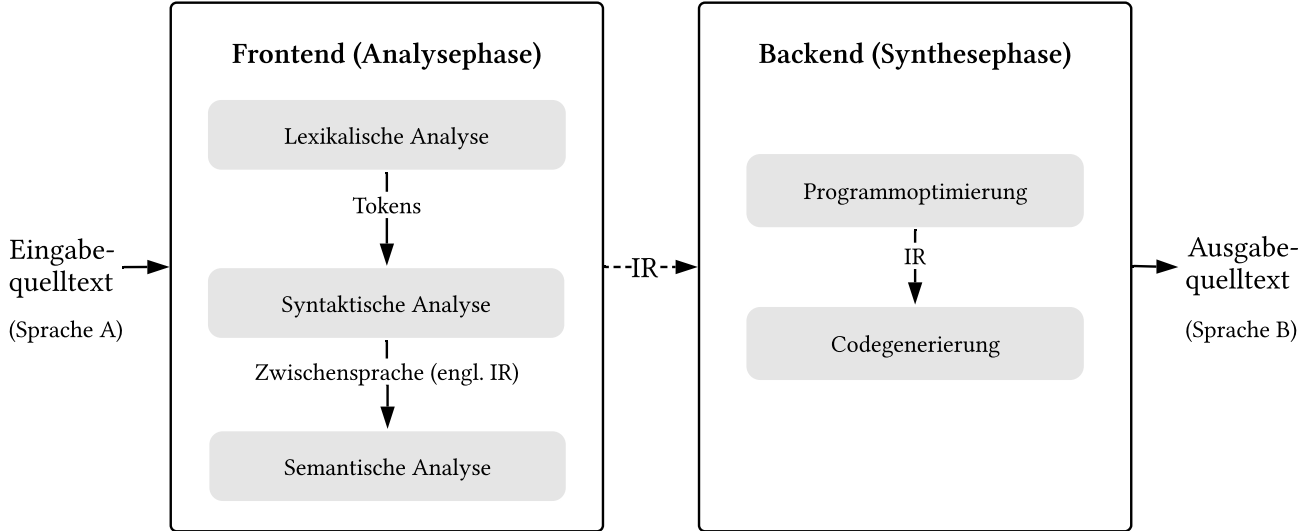 Eingabe-
quelltext
(Sprache A)
Frontend (Analysephase)
Lexikalische Analyse
Tokens
Syntaktische Analyse
Zwischensprache (engl. IR)
Semantische Analyse
IR
Backend (Synthesephase)
Programmoptimierung
IR
Codegenerierung
Ausgabe-
quelltext
(Sprache B)